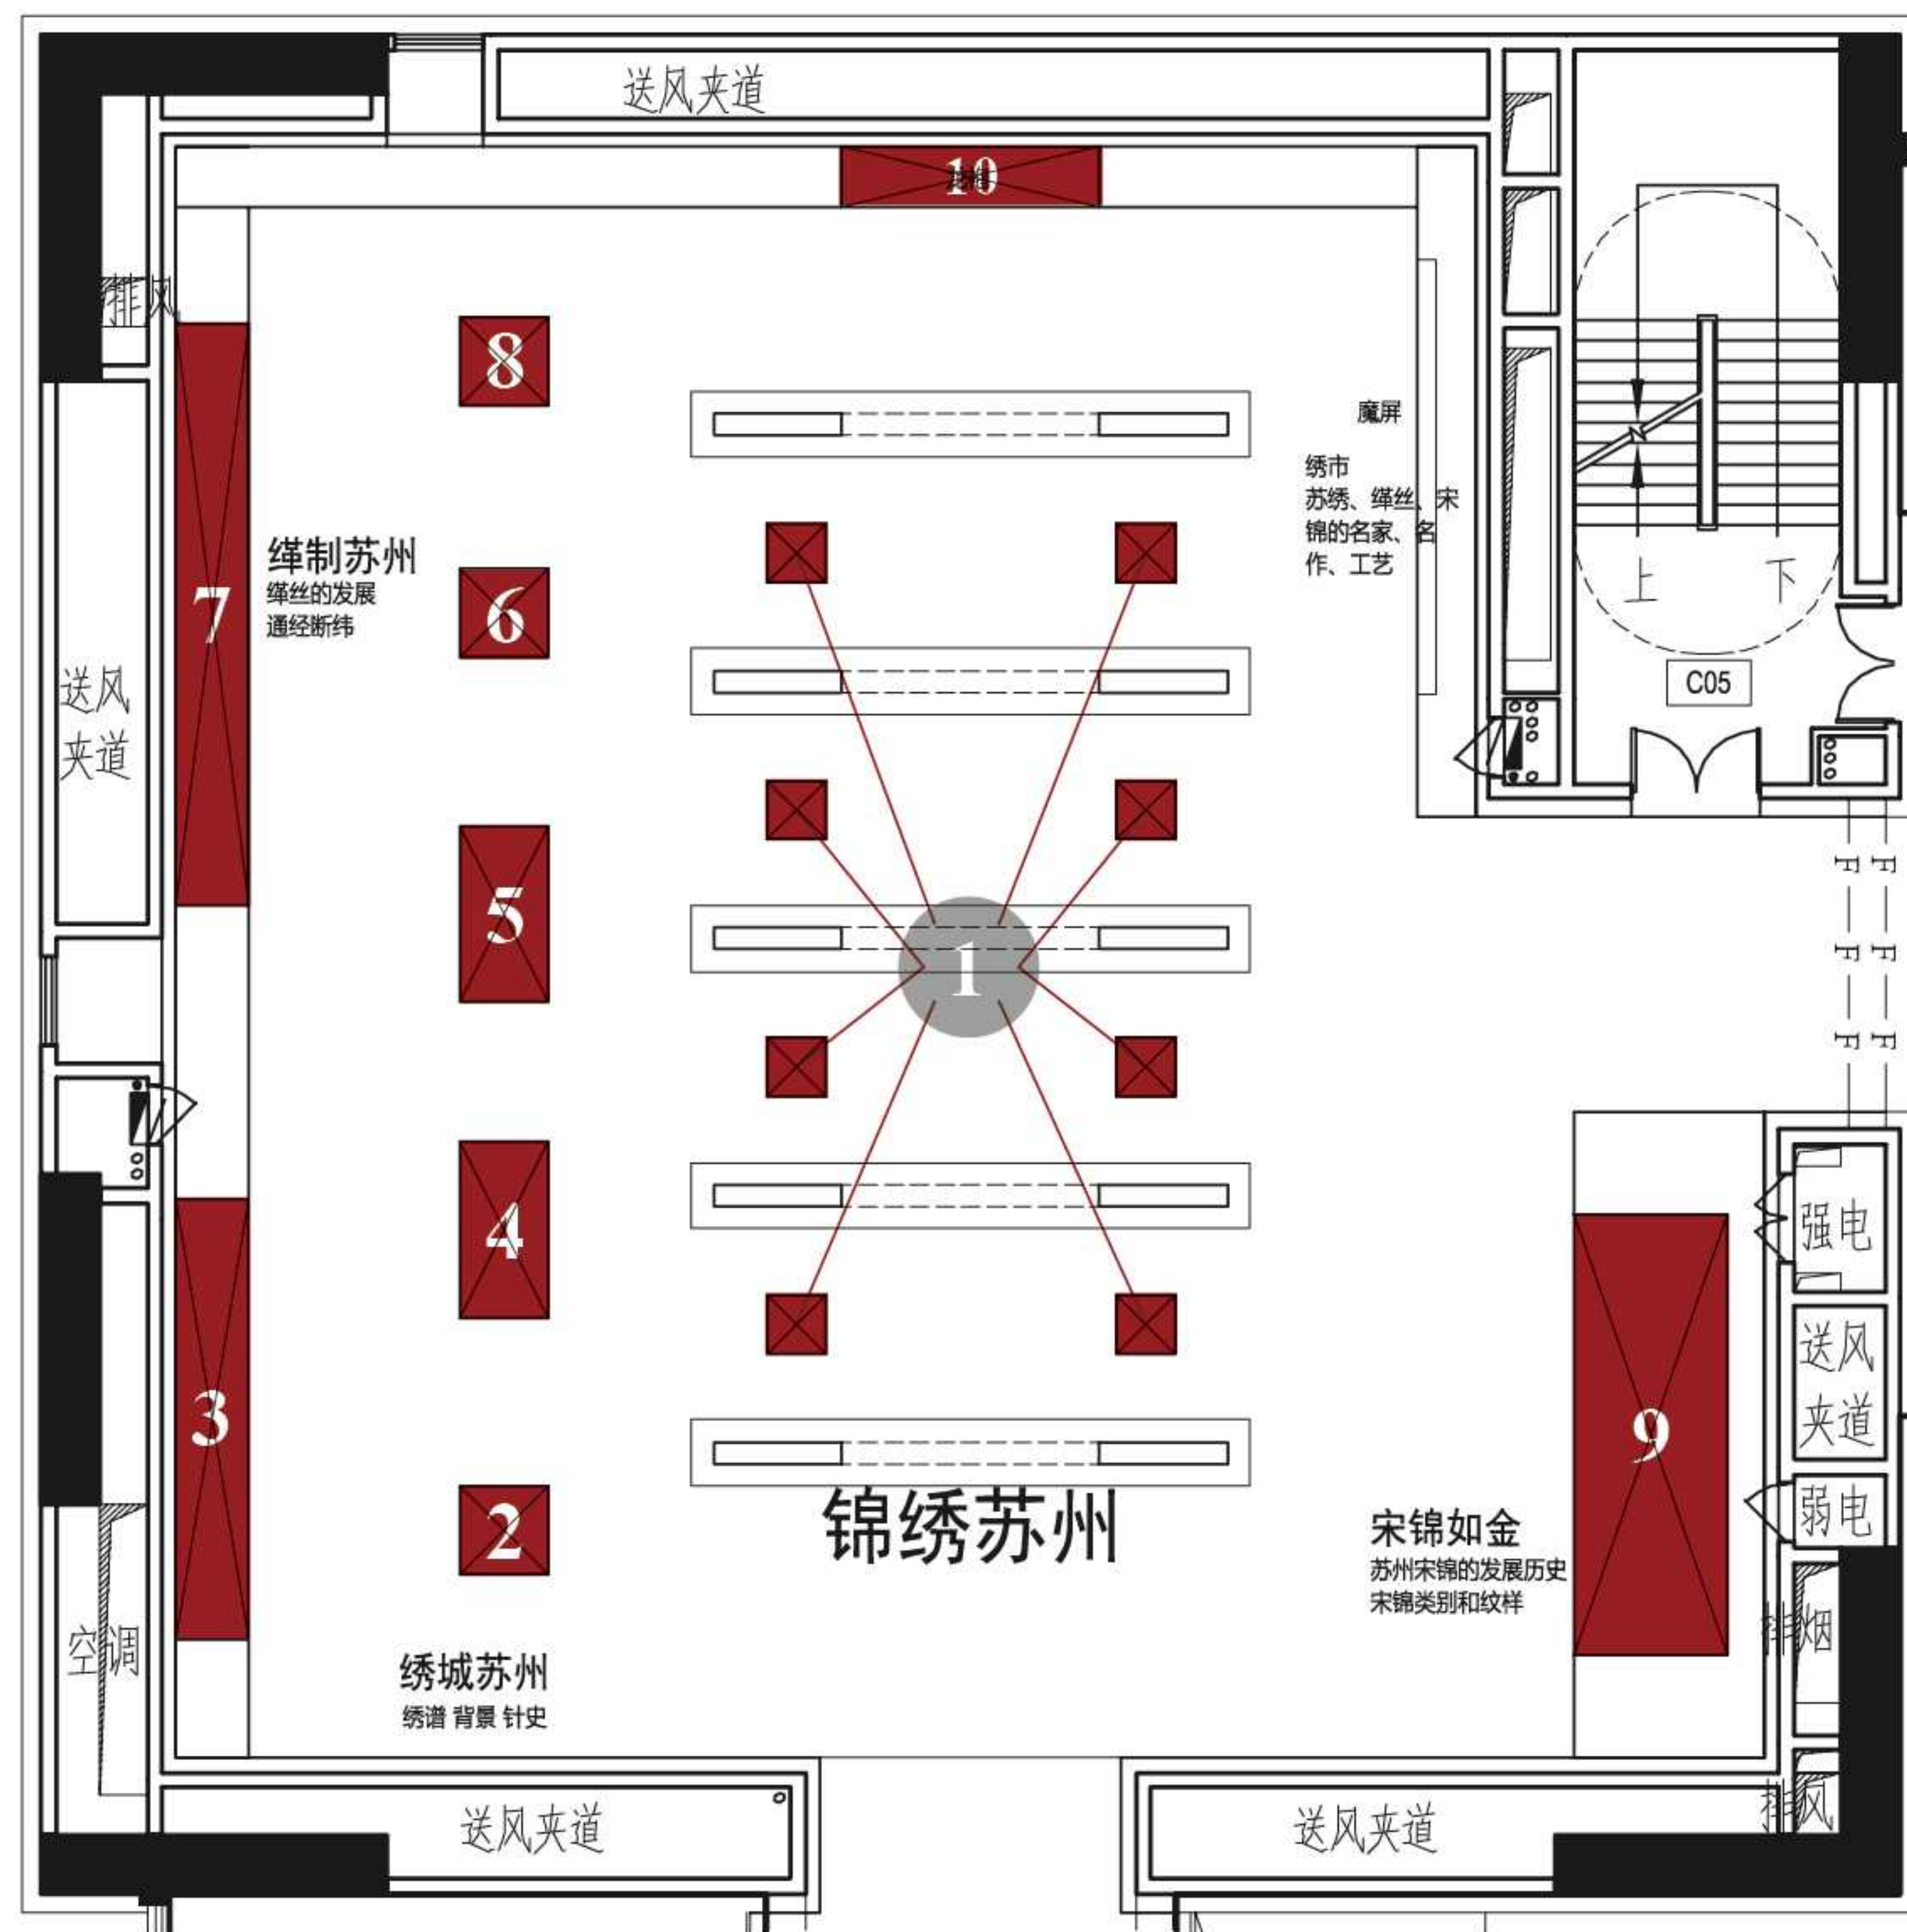 送风夹道
10
排风
8
魔屏
绣市
苏绣、缂丝、宋
锦的名家、名
作、工艺
缂制苏州
缂丝的发展
通经断纬
7
6
上 下
C05
送风
夹道
5
1
F F
F F
F F
4
强电
送风
夹道
3
9
2
锦绣苏州
宋锦如金
苏州宋锦的发展历史
宋锦类别和纹样
弱电
排烟
空调
绣城苏州
绣谱 背景 针史
排风
送风夹道
送风夹道